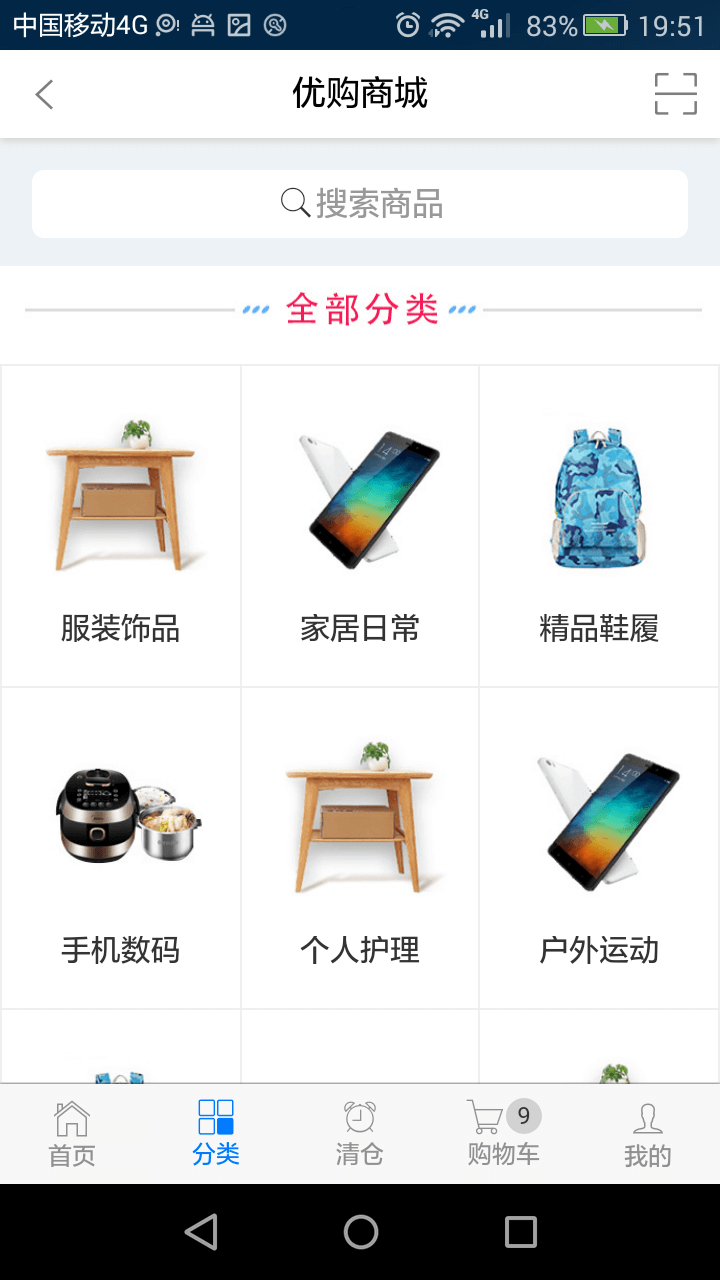 中国移动4G 4G 83% 19:51
优购商城
搜索商品
全部分类
服装饰品 家居日常 精品鞋履
手机数码 个人护理 户外运动
9
首页 分类 清仓 购物车 我的